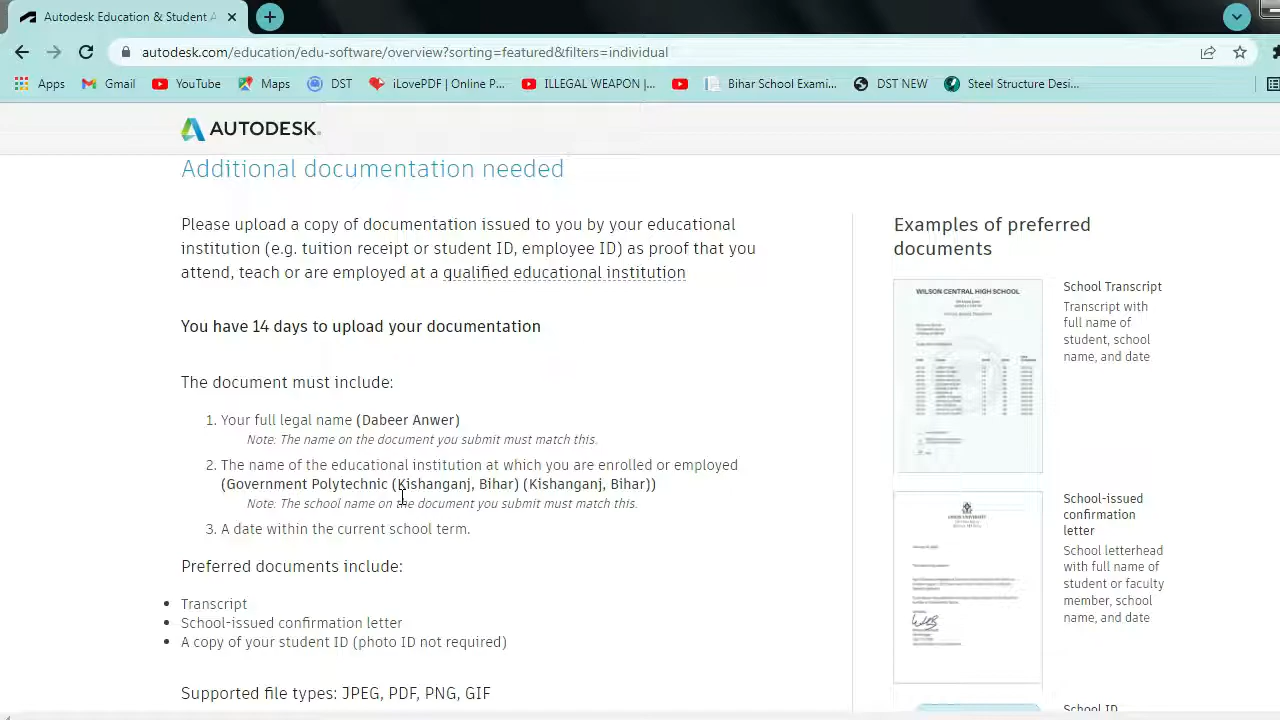 Autodesk Education & Student A
autodesk.com/education/edu-software/overview?sorting=featured&filters=individual
Apps Gmail YouTube Maps DST iLovePDF | Online P... ILLEGAL WEAPON |... Bihar School Exami... DST NEW Steel Structure Desi...
AUTODESK
Additional documentation needed
Please upload a copy of documentation issued to you by your educational
institution (e.g. tuition receipt or student ID, employee ID) as proof that you
attend, teach or are employed at a qualified educational institution
You have days to submit your documentation
The documentation must include:
Your full legal name
Note: The name on the document you submit must match this.
2. The name of the educational institution at which you are enrolled or employed
(Government Polytechnic (Kishanganj, Bihar) (Kishanganj, Bihar))
Note: The school name on the document you submit must match this.
3. A date within the current school term.
Preferred documents include:
School-issued confirmation letter
Copy of your school ID (photo is not required)
Supported file types: JPEG, PDF, PNG, GIF
Examples of preferred
documents
WILSON CENTRAL HIGH SCHOOL
School Transcript
Transcript with
full name of
student, school
name, and date
School-issued
confirmation
letter
School letterhead
with full name of
student or faculty
member, school
name, and date
School ID